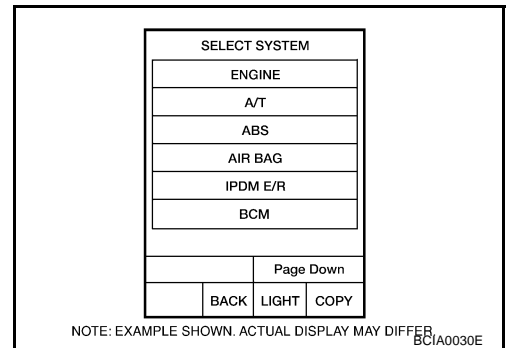 SELECT SYSTEM
ENGINE
A/T
ABS
AIR BAG
IPDM E/R
BCM
Page Down
BACK LIGHT COPY
NOTE: EXAMPLE SHOWN. ACTUAL DISPLAY MAY DIFFER.
BCIA0030E